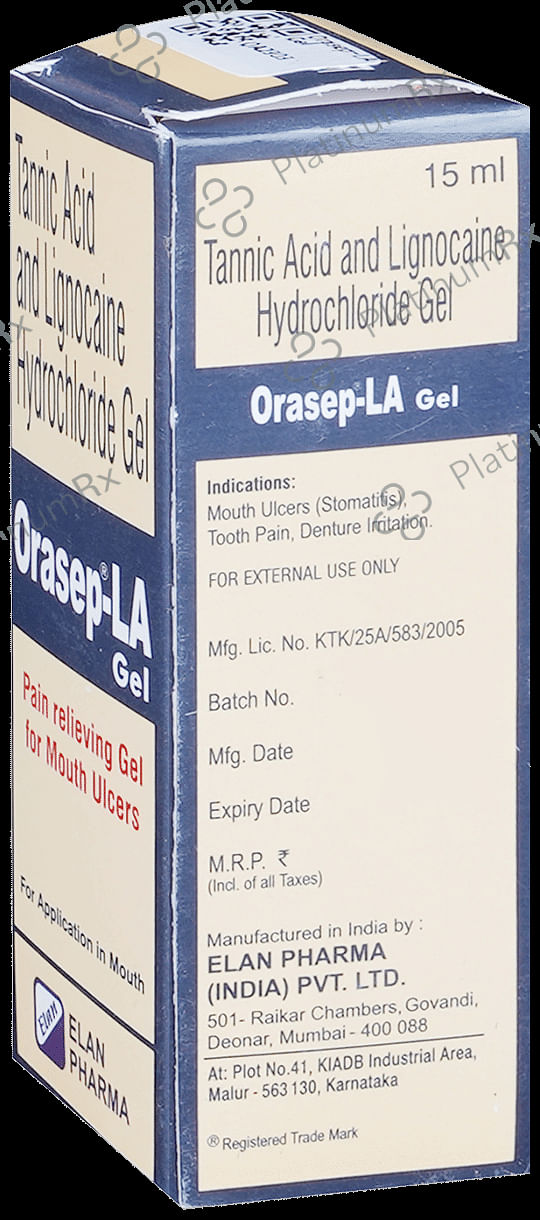 Tannic Acid
and Lignocaine
Hydrochloride Gel
Orasep®-LA
Gel
Pain relieving Gel
for Mouth Ulcers
For Application in Mouth
Elan
ELAN
PHARMA
15 ml
Tannic Acid and Lignocaine
Hydrochloride Gel
Orasep-LA Gel
Indications:
Mouth Ulcers (Stomatitis),
Tooth Pain, Denture Irritation.
FOR EXTERNAL USE ONLY
Mfg. Lic. No. KTK/25A/583/2005
Batch No.
Mfg. Date
Expiry Date
M.R.P. ₹
(Incl. of all Taxes)
Manufactured in India by :
ELAN PHARMA
(INDIA) PVT. LTD.
501- Raikar Chambers, Govandi,
Deonar, Mumbai - 400 088
At: Plot No.41, KIADB Industrial Area,
Malur - 563 130, Karnataka
® Registered Trade Mark
PlatinumRx
PlatinumRx